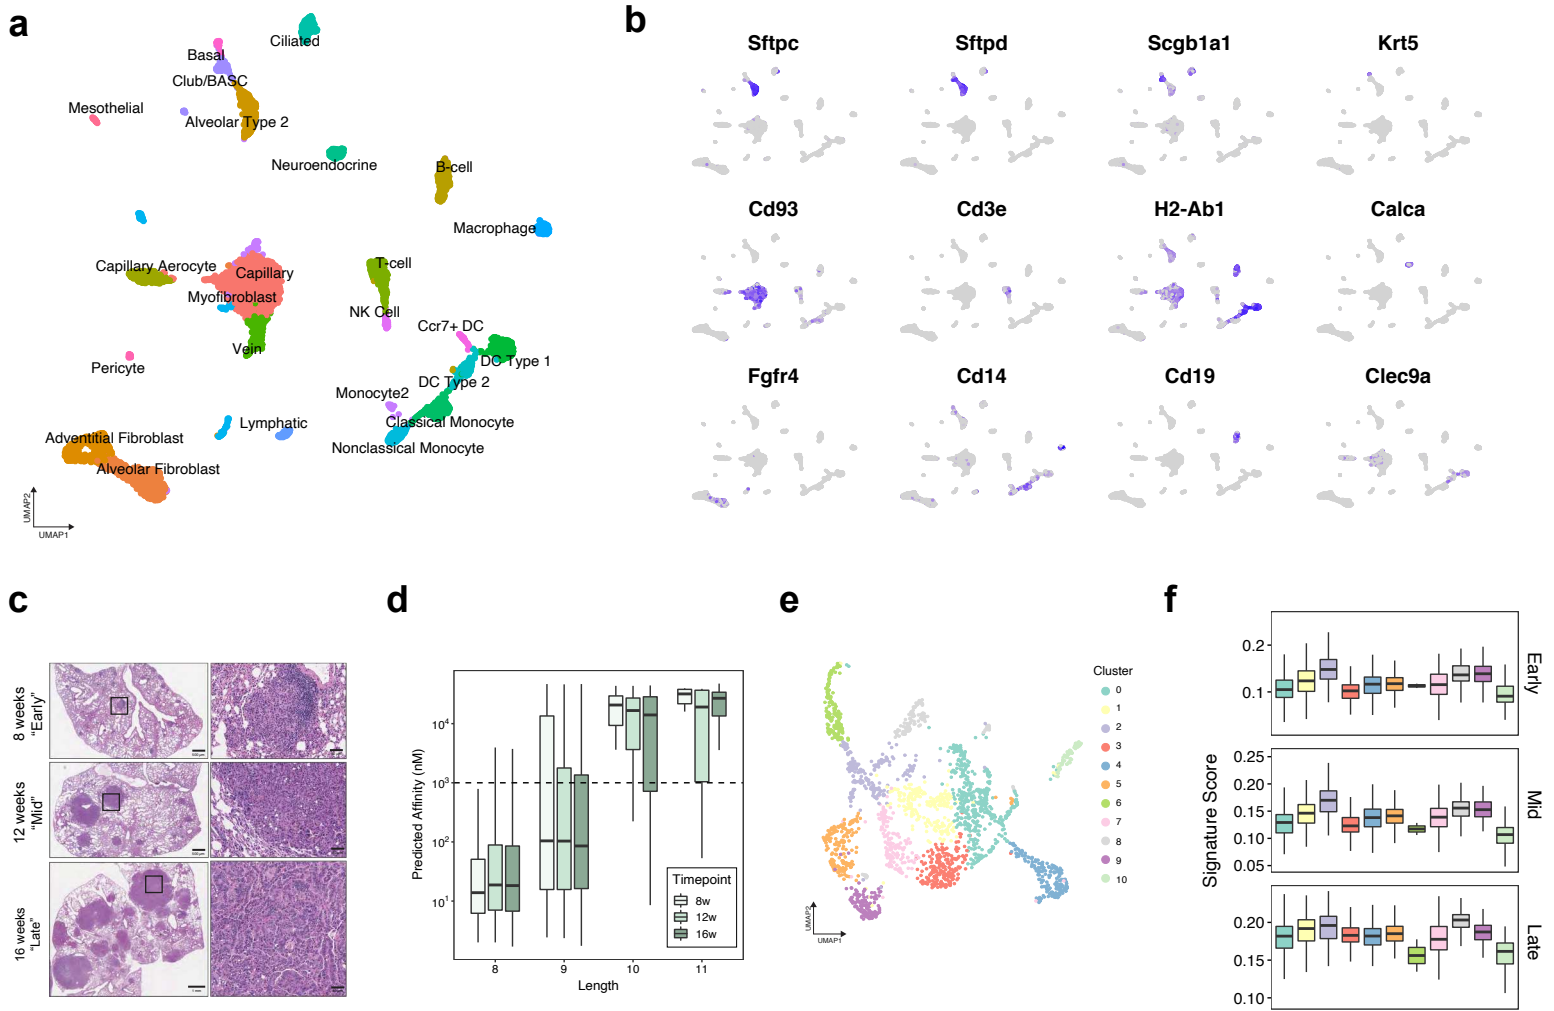 a
Ciliated
Basal
Club/BASC
Mesothelial
Alveolar Type 2
Neuroendocrine
B-cell
Macrophage
Capillary Aerocyte
Capillary
T-cell
Myofibroblast
NK Cell
Ccr7+ DC
Vein
DC Type 1
Pericyte
DC Type 2
Monocyte2
Lymphatic
Classical Monocyte
Adventitial Fibroblast
Nonclassical Monocyte
Alveolar Fibroblast
UMAP2
UMAP1
b
Sftpc
Sftpd
Scgb1a1
Krt5
Cd93
Cd3e
H2-Ab1
Calca
Fgfr4
Cd14
Cd19
Clec9a
c
8 weeks
"Early"
12 weeks
"Mid"
16 weeks
"Late"
500 µm
500 µm
1 mm
d
Predicted Affinity (nM)
10⁴
10³
10²
10¹
8
9
10
11
Length
Timepoint
8w
12w
16w
e
Cluster
0
1
2
3
4
5
6
7
8
9
10
UMAP2
UMAP1
f
Signature Score
0.2
0.1
Early
0.25
0.20
0.15
0.10
0.05
Mid
0.20
0.15
0.10
Late